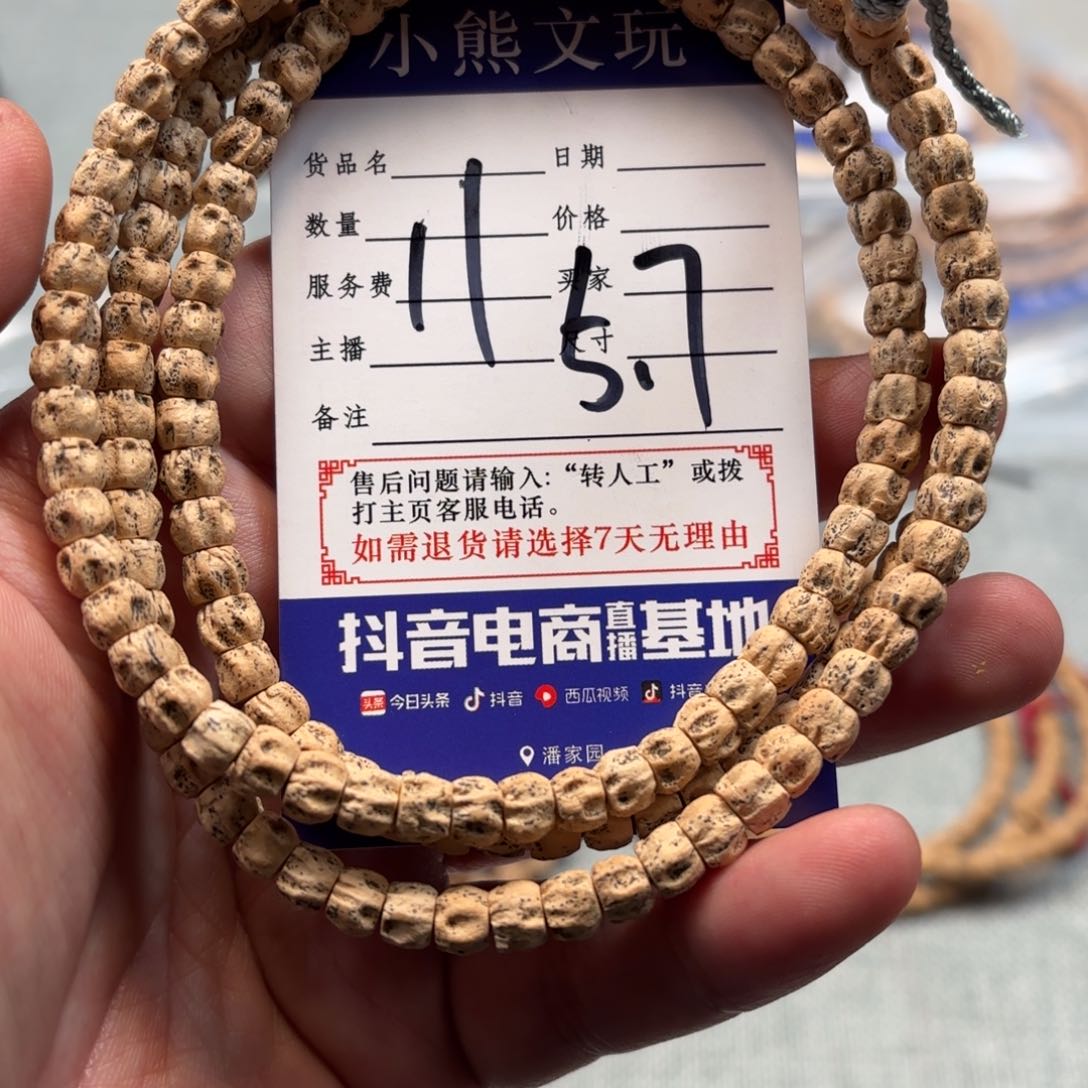 小熊文玩
货品名 日期
数量 价格
服务费 买家
主播 尺寸
备注
11 5.7
售后问题请输入:“转人工”或拨
打主页客服电话。
如需退货请选择7天无理由
抖音电商直播基地
头条 今日头条 抖音 西瓜视频 抖音
潘家园